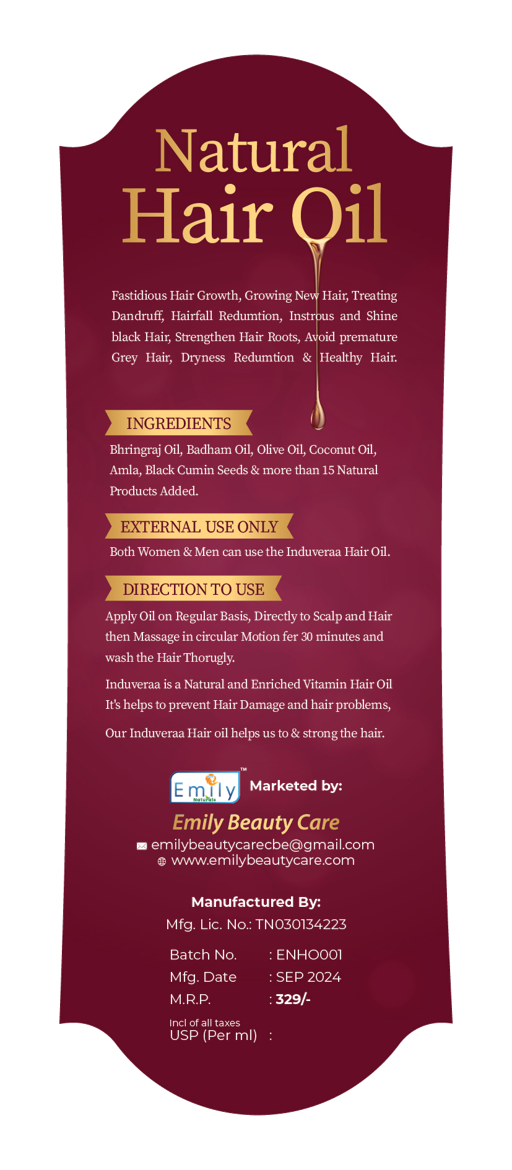 Natural
Hair Oil
Fastidious Hair Growth, Growing New Hair, Treating
Dandruff, Hairfall Redumtion, Instrous and Shine
black Hair, Strengthen Hair Roots, Avoid premature
Grey Hair, Dryness Redumtion & Healthy Hair.
INGREDIENTS
Bhringraj Oil, Badham Oil, Olive Oil, Coconut Oil,
Amla, Black Cumin Seeds & more than 15 Natural
Products Added.
EXTERNAL USE ONLY
Both Women & Men can use the Induveraa Hair Oil.
DIRECTION TO USE
Apply Oil on Regular Basis, Directly to Scalp and Hair
then Massage in circular Motion fer 30 minutes and
wash the Hair Thorugly.
Induveraa is a Natural and Enriched Vitamin Hair Oil
It's helps to prevent Hair Damage and hair problems,
Our Induveraa Hair oil helps us to & strong the hair.
Emily ™ Marketed by:
Naturals
Emily Beauty Care
emilybeautycarecbe@gmail.com
www.emilybeautycare.com
Manufactured By:
Mfg. Lic. No.: TN030134223
Batch No. : ENHO001
Mfg. Date : SEP 2024
M.R.P. : 329/-
Incl of all taxes
USP (Per ml) :